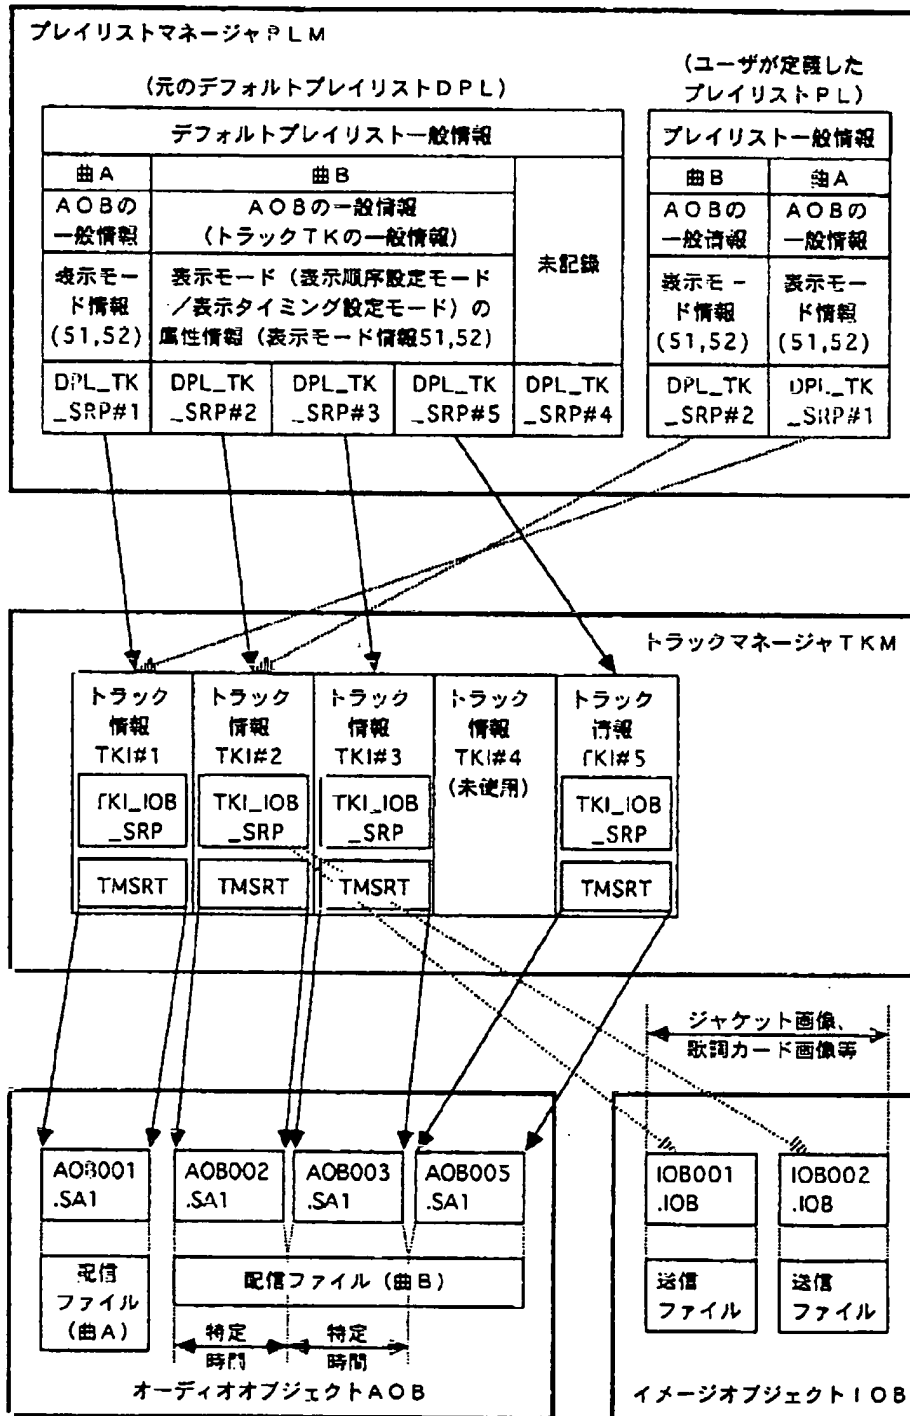 プレイリストマネージャPLM
(元のデフォルトプレイリストDPL)
(ユーザが定義した
プレイリストPL)
デフォルトプレイリスト一般情報
曲A
曲B
AOBの
一般情報
AOBの一般情報
(トラックTKの一般情報)
未記録
表示モー
ド情報
(51,52)
表示モード(表示順序設定モード
/表示タイミング設定モード)の
属性情報(表示モード情報51,52)
DPL_TK
_SRP#1
DPL_TK
_SRP#2
DPL_TK
_SRP#3
DPL_TK
_SRP#5
DPL_TK
_SRP#4
プレイリスト一般情報
曲B
曲A
AOBの
一般情報
AOBの
一般情報
表示モー
ド情報
(51,52)
表示モー
ド情報
(51,52)
DPL_TK
_SRP#2
DPL_TK
_SRP#1
トラックマネージャTKM
トラック
情報
TKI#1
TKI_IOB
_SRP
TMSRT
トラック
情報
TKI#2
TKI_IOB
_SRP
TMSRT
トラック
情報
TKI#3
TKI_IOB
_SRP
TMSRT
トラック
情報
TKI#4
(未使用)
トラック
情報
TKI#5
TKI_IOB
_SRP
TMSRT
ジャケット画像、
歌詞カード画像等
AOB001
.SA1
AOB002
.SA1
AOB003
.SA1
AOB005
.SA1
配信
ファイル
(曲A)
配信ファイル(曲B)
特定
時間
特定
時間
オーディオオブジェクトAOB
IOB001
.IOB
IOB002
.IOB
送信
ファイル
送信
ファイル
イメージオブジェクトIOB